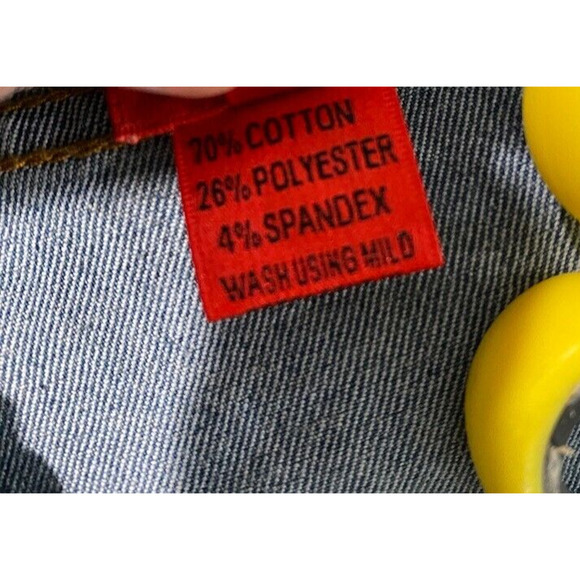 70% COTTON
26% POLYESTER
4% SPANDEX
WASH USING MILD